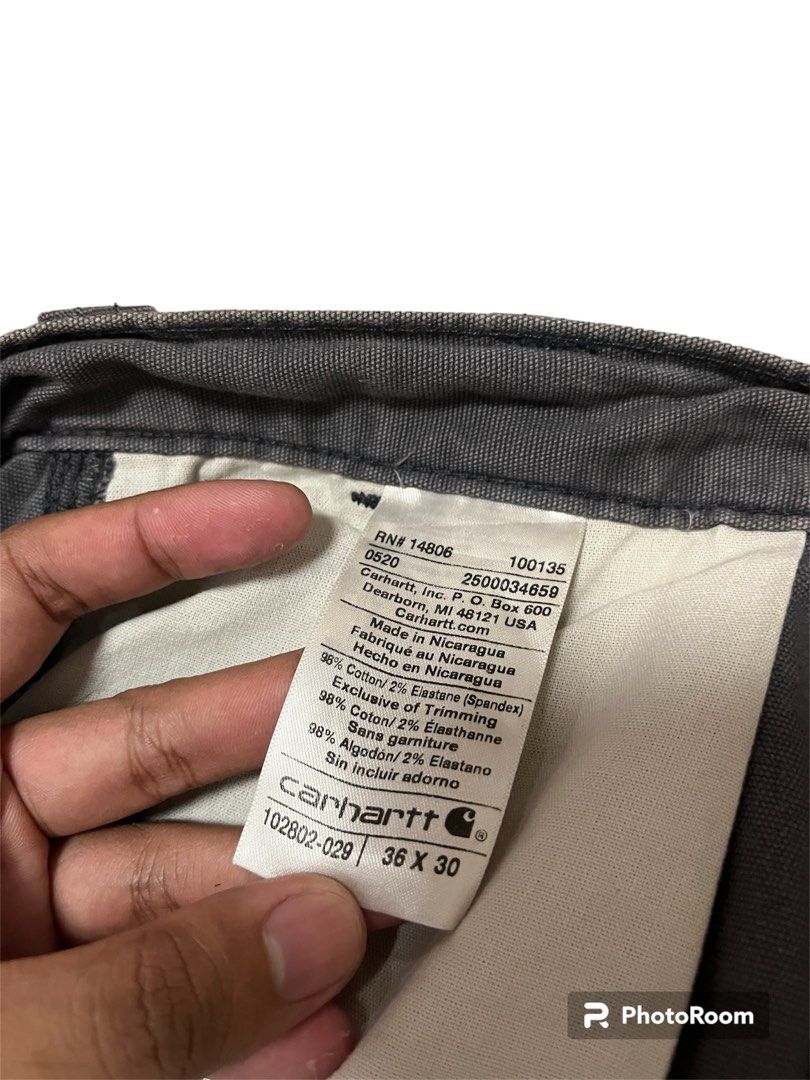 RN# 14806 100135
0520 2500034659
Carhartt, Inc. P. O. Box 600
Dearborn, MI 48121 USA
Carhartt.com
Made in Nicaragua
Fabriqué au Nicaragua
Hecho en Nicaragua
98% Cotton/ 2% Elastane (Spandex)
Exclusive of Trimming
98% Coton/ 2% Élasthanne
Sans garniture
98% Algodón/ 2% Elastano
Sin incluir adorno
carhartt ®
102802-029 36 X 30
PhotoRoom